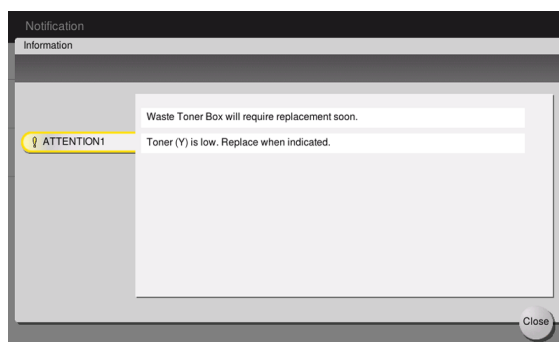 Notification
Information
Waste Toner Box will require replacement soon.
ATTENTION1
Toner (Y) is low. Replace when indicated.
Close